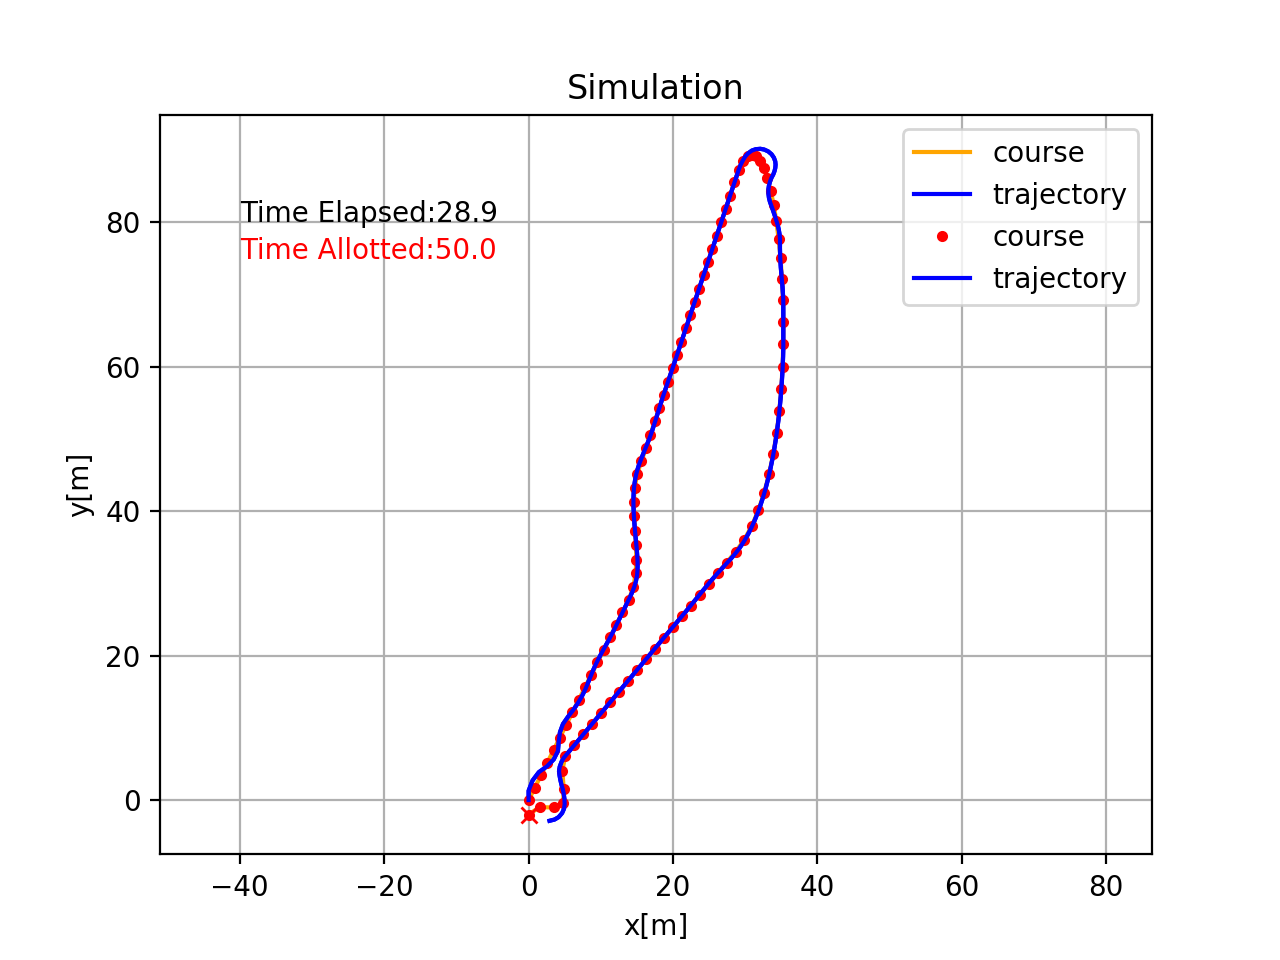 Simulation
course
trajectory
course
trajectory
Time Elapsed:28.9
Time Allotted:50.0
80
60
40
20
0
y[m]
−40
−20
0
20
40
60
80
x[m]